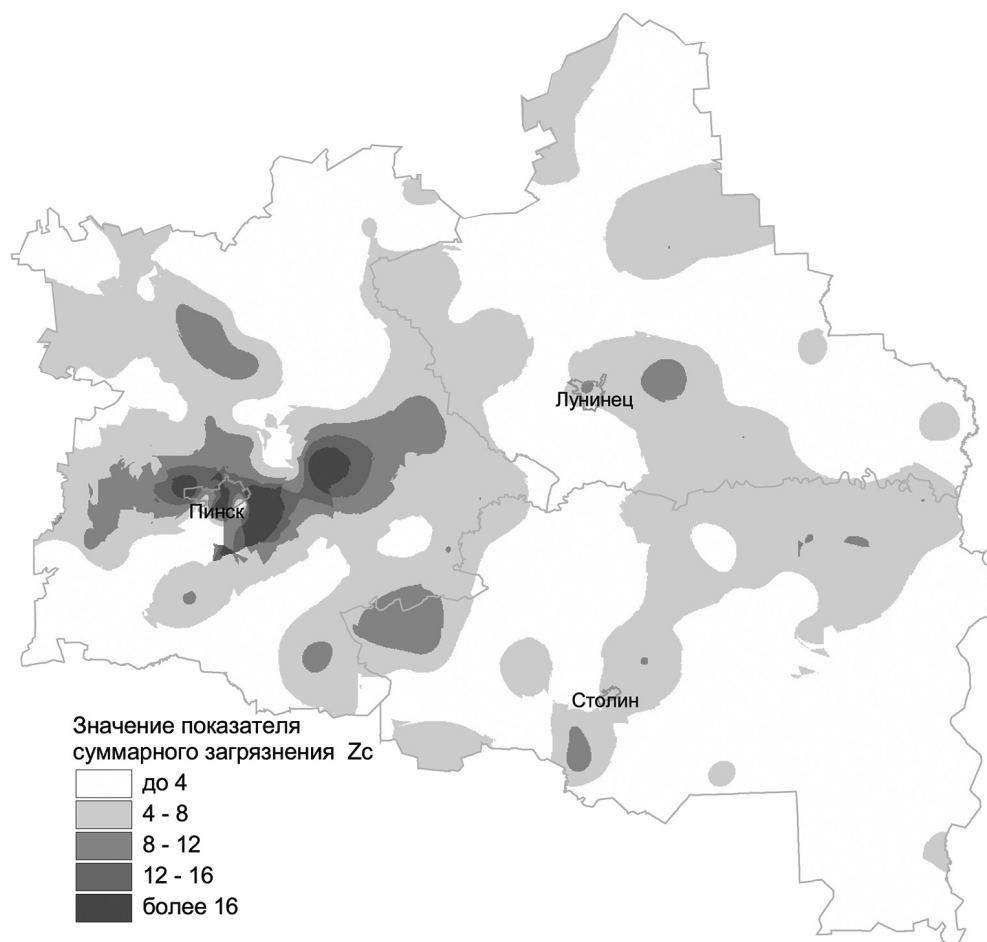 Лунинец
Пинск
Столин
Значение показателя
суммарного загрязнения Zc
до 4
4 - 8
8 - 12
12 - 16
более 16